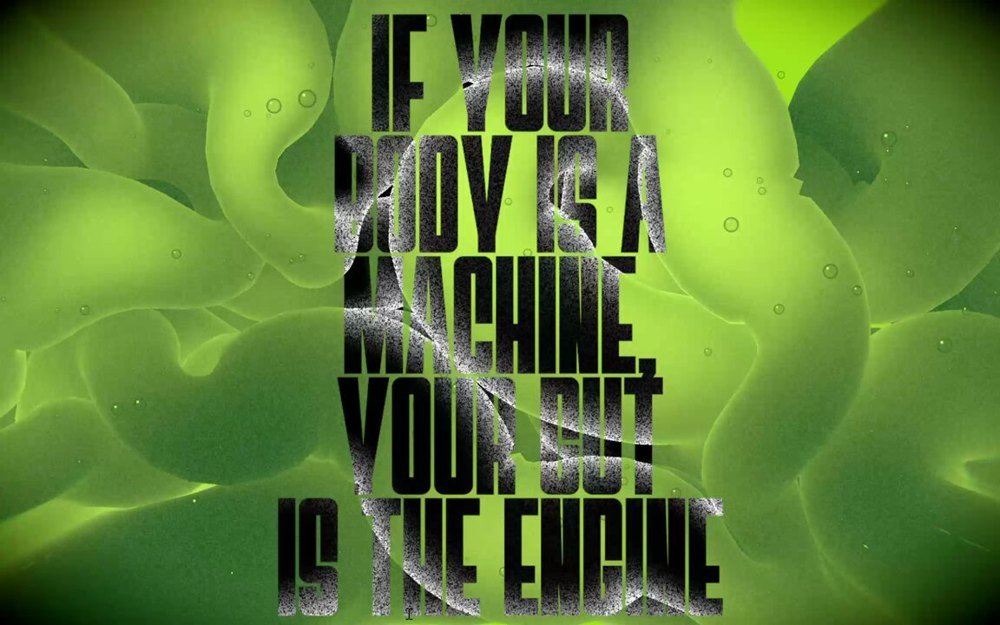 IF YOUR
BODY IS A
MACHINE,
YOUR GUT
IS THE ENGINE